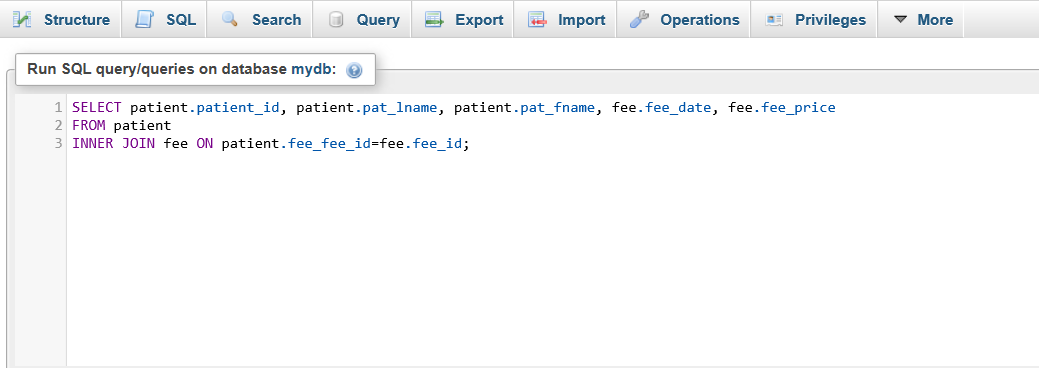 Structure SQL Search Query Export Import Operations Privileges More
Run SQL query/queries on database mydb:
1 SELECT patient.patient_id, patient.pat_lname, patient.pat_fname, fee.fee_date, fee.fee_price
2 FROM patient
3 INNER JOIN fee ON patient.fee_fee_id=fee.fee_id;